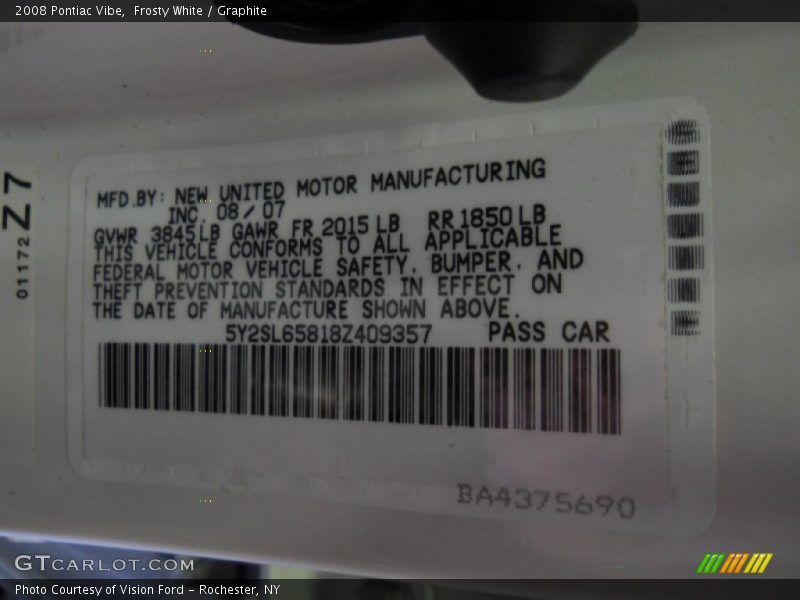 2008 Pontiac Vibe, Frosty White / Graphite
MFD.BY: NEW UNITED MOTOR MANUFACTURING
INC. 08/07
GVWR 3845LB GAWR FR 2015 LB RR 1850 LB
THIS VEHICLE CONFORMS TO ALL APPLICABLE
FEDERAL MOTOR VEHICLE SAFETY, BUMPER, AND
THEFT PREVENTION STANDARDS IN EFFECT ON
THE DATE OF MANUFACTURE SHOWN ABOVE.
5Y2SL65818Z409357 PASS CAR
BA4375690
01172 Z7
GTCARLOT.COM
Photo Courtesy of Vision Ford - Rochester, NY